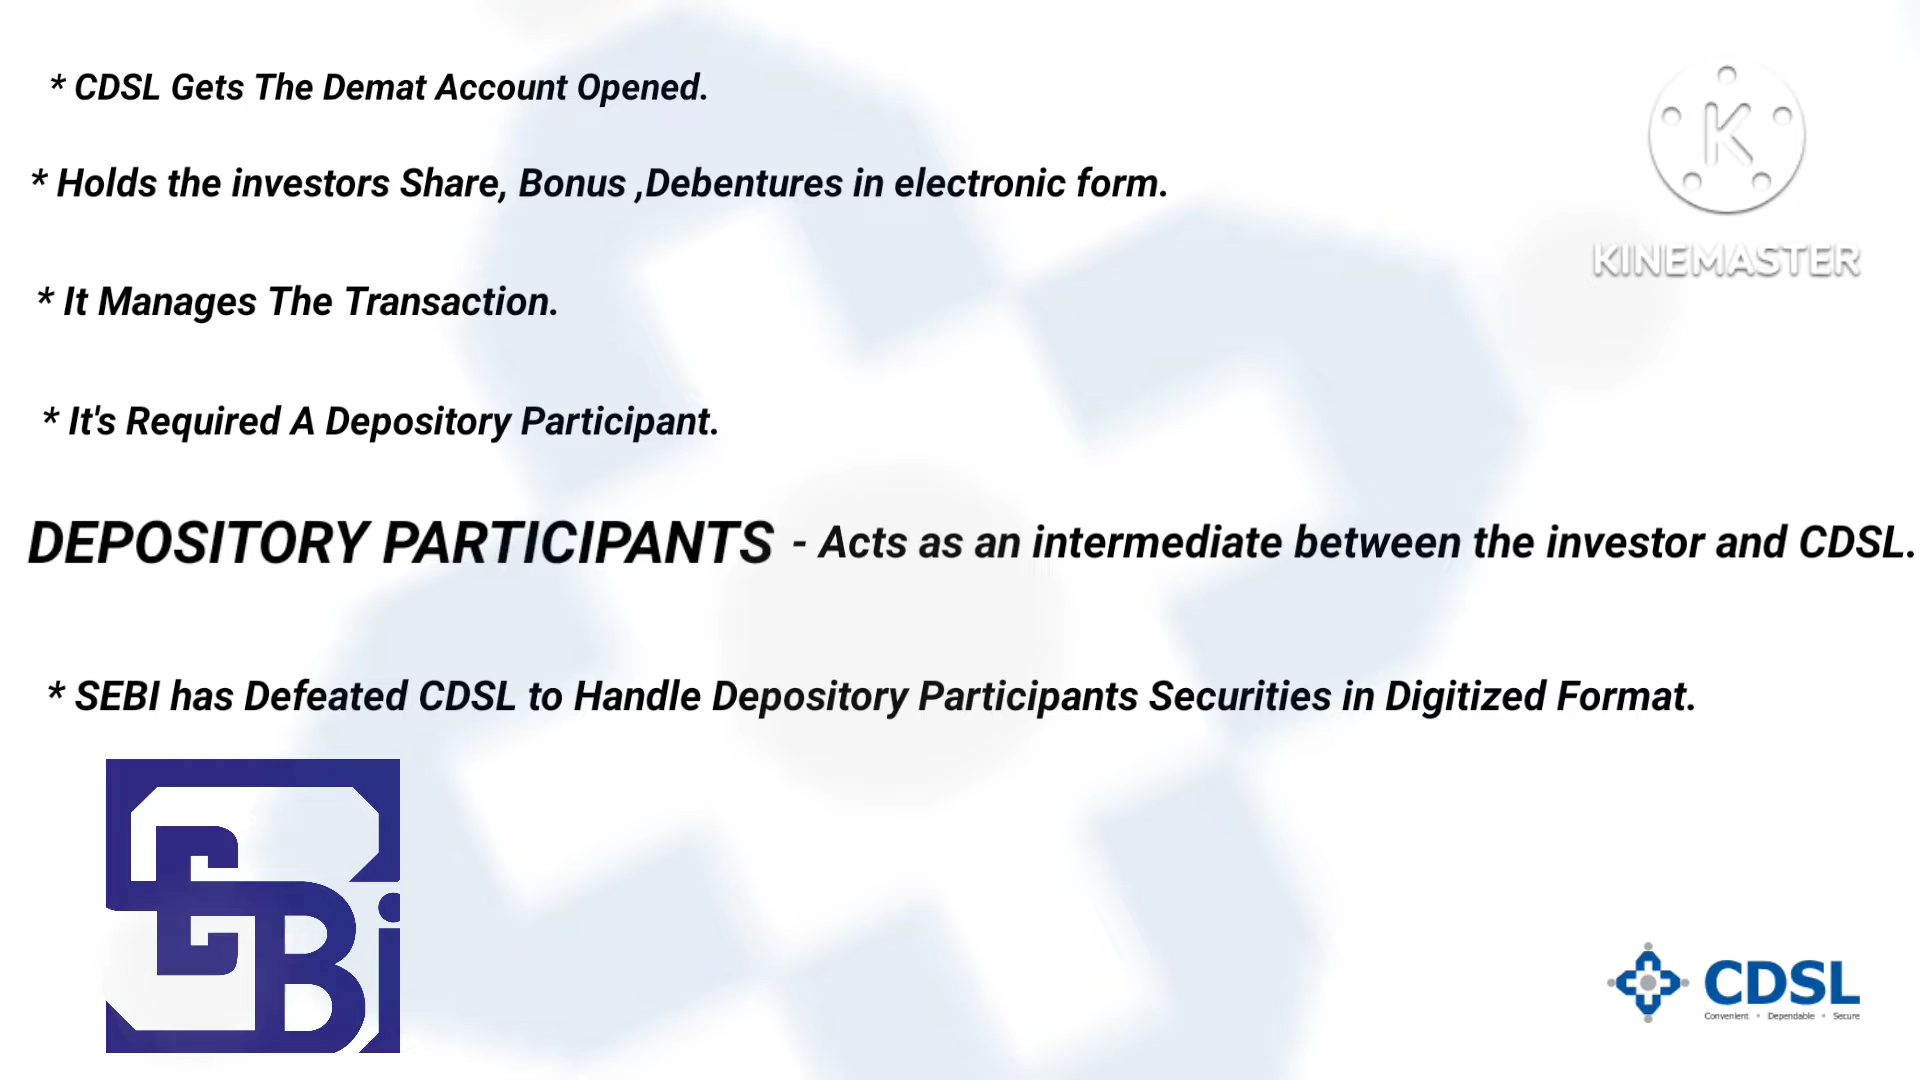 * CDSL Gets The Demat Account Opened.
* Holds the investors Share, Bonus ,Debentures in electronic form.
KINEMASTER
* It Manages The Transaction.
* It's Required A Depository Participant.
DEPOSITORY PARTICIPANTS - Acts as an intermediate between the investor and CDSL.
* SEBI has Defeated CDSL to Handle Depository Participants Securities in Digitized Format.
SEBi
CDSL
Convenient • Dependable • Secure